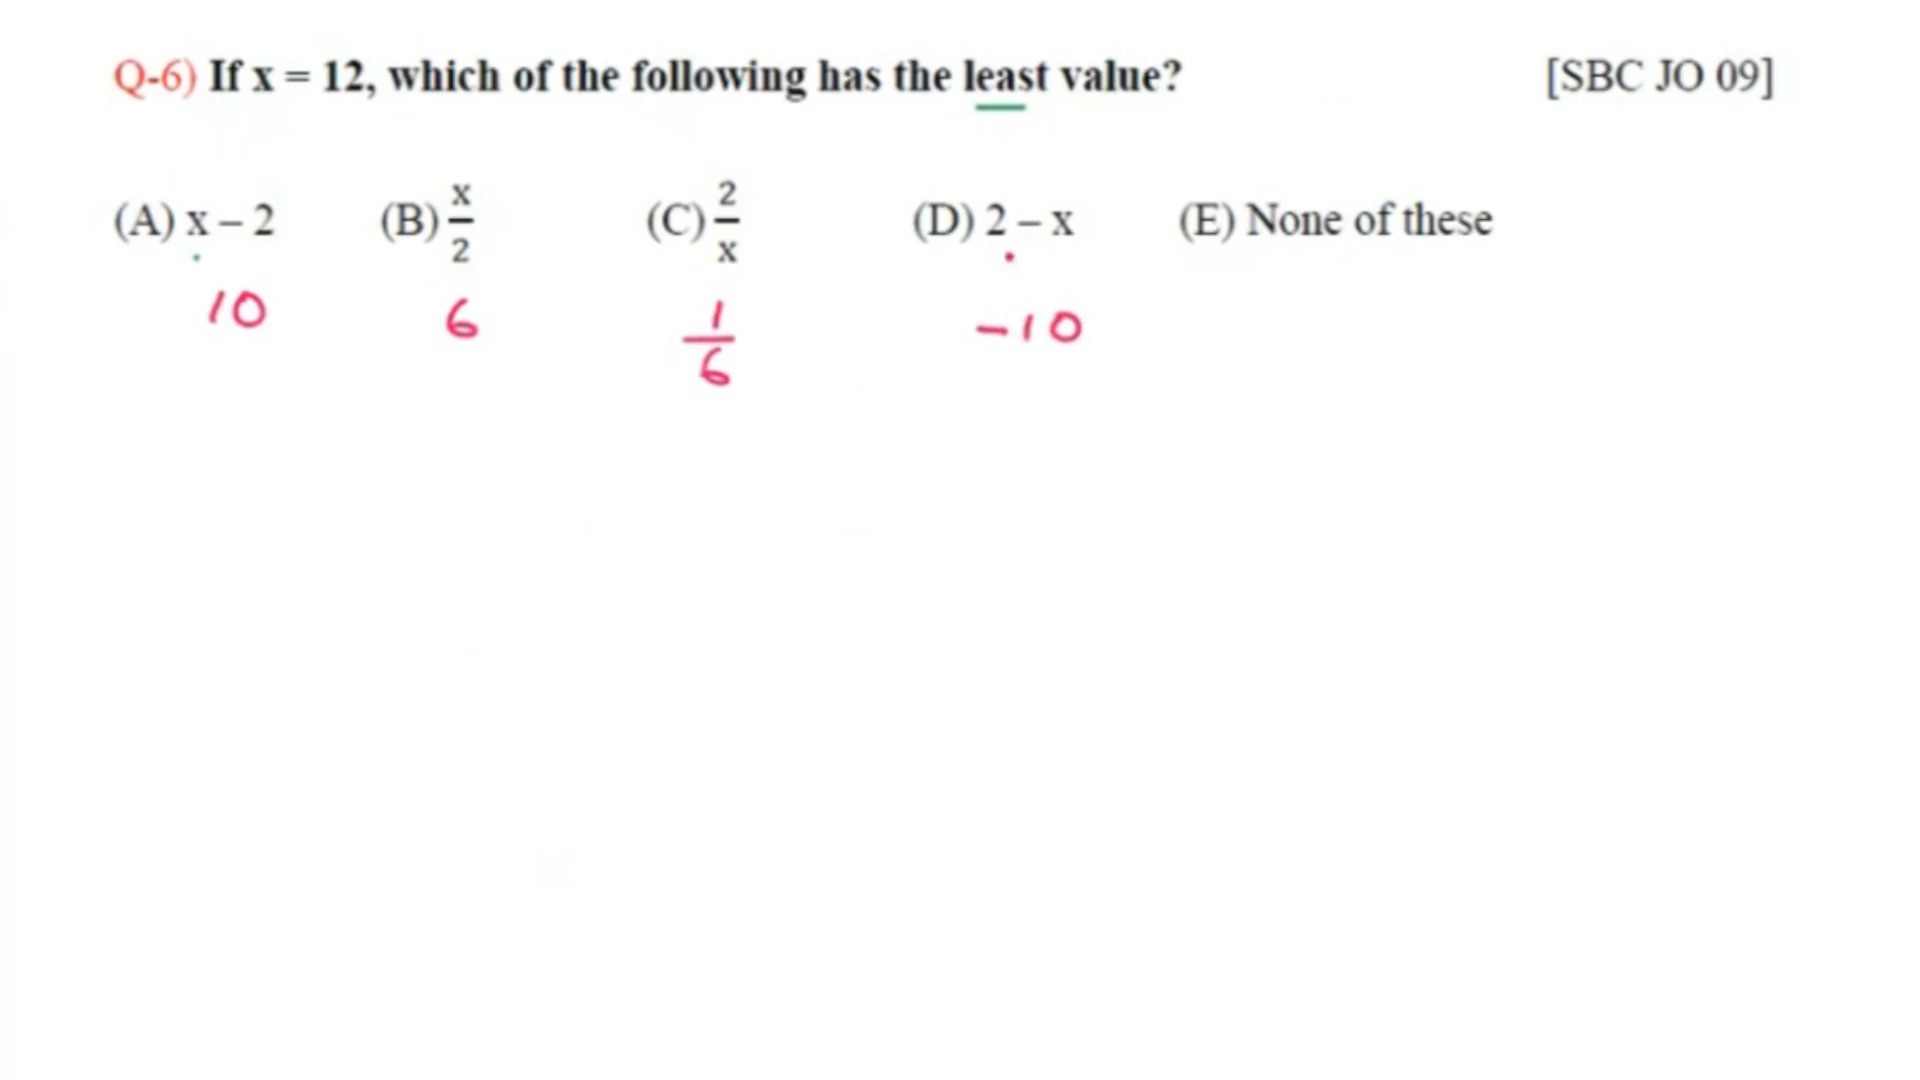 Q-6) If x = 12, which of the following has the least value? [SBC JO 09]
(A) x – 2 (B) x/2 (C) 2/x (D) 2 – x (E) None of these
10 6 1/6 -10